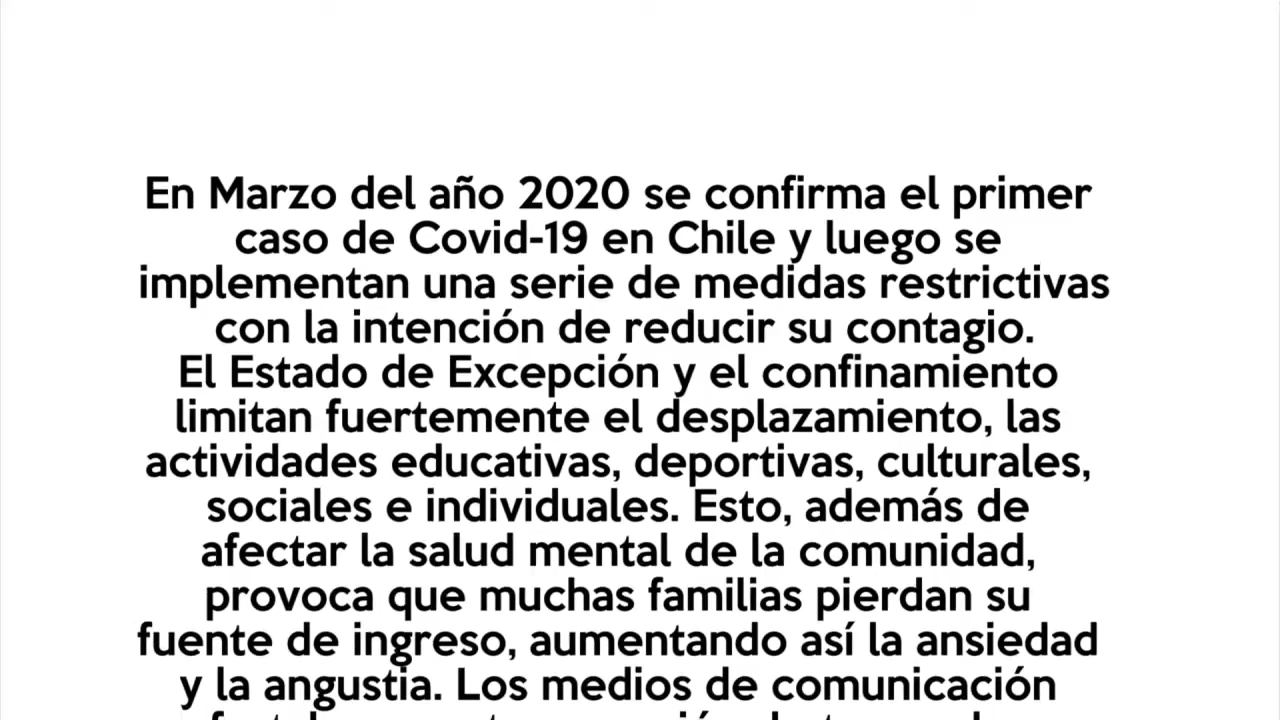 En Marzo del año 2020 se confirma el primer
caso de Covid-19 en Chile y luego se
implementan una serie de medidas restrictivas
con la intención de reducir su contagio.
El Estado de Excepción y el confinamiento
limitan fuertemente el desplazamiento, las
actividades educativas, deportivas, culturales,
sociales e individuales. Esto, además de
afectar la salud mental de la comunidad,
provoca que muchas familias pierdan su
fuente de ingreso, aumentando así la ansiedad
y la angustia. Los medios de comunicación